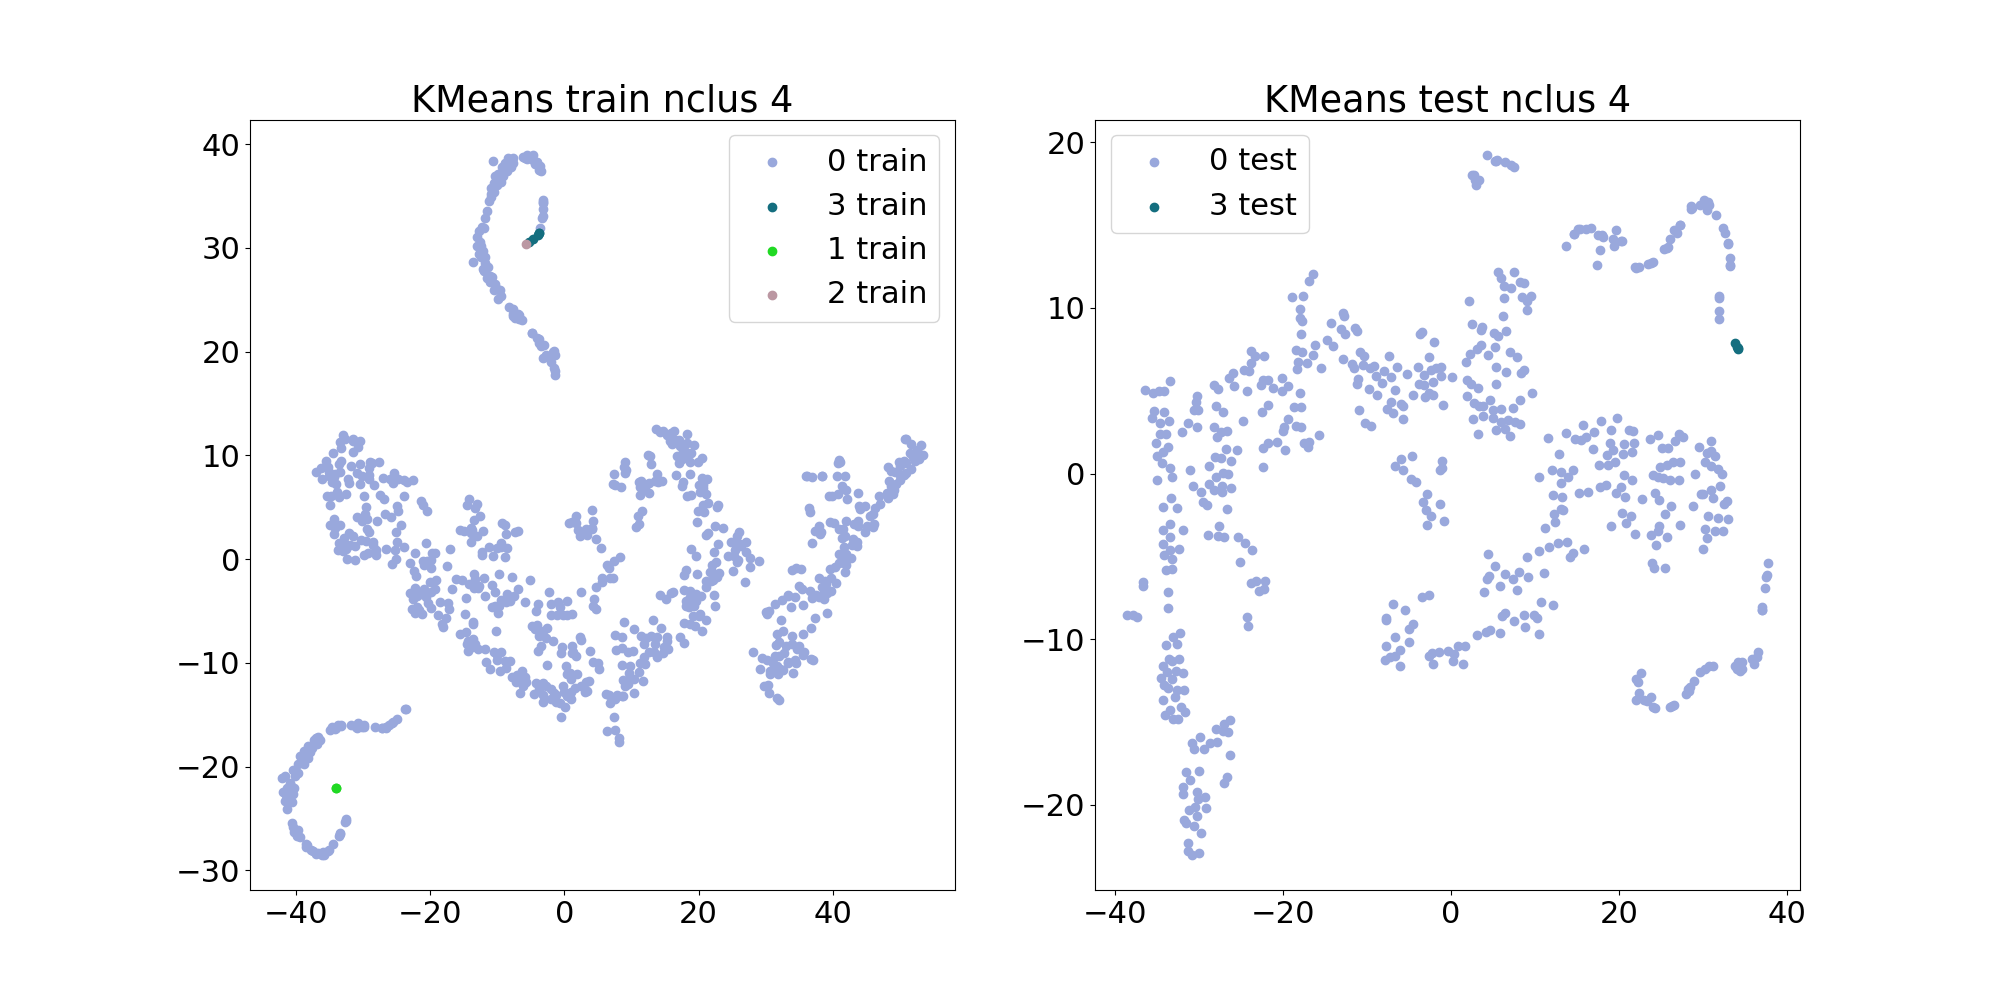 KMeans train nclus 4
40
30
20
10
0
−10
−20
−30
−40 −20 0 20 40
0 train
3 train
1 train
2 train
KMeans test nclus 4
20
10
0
−10
−20
−40 −20 0 20 40
0 test
3 test